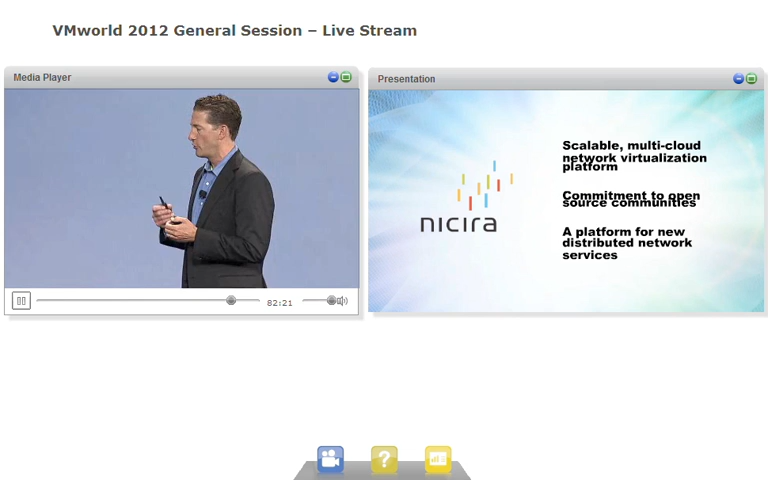 VMworld 2012 General Session – Live Stream
Media Player
Presentation
Scalable, multi-cloud
network virtualization
platform
Commitment to open
source communities
nicira
A platform for new
distributed network
services
82:21
?